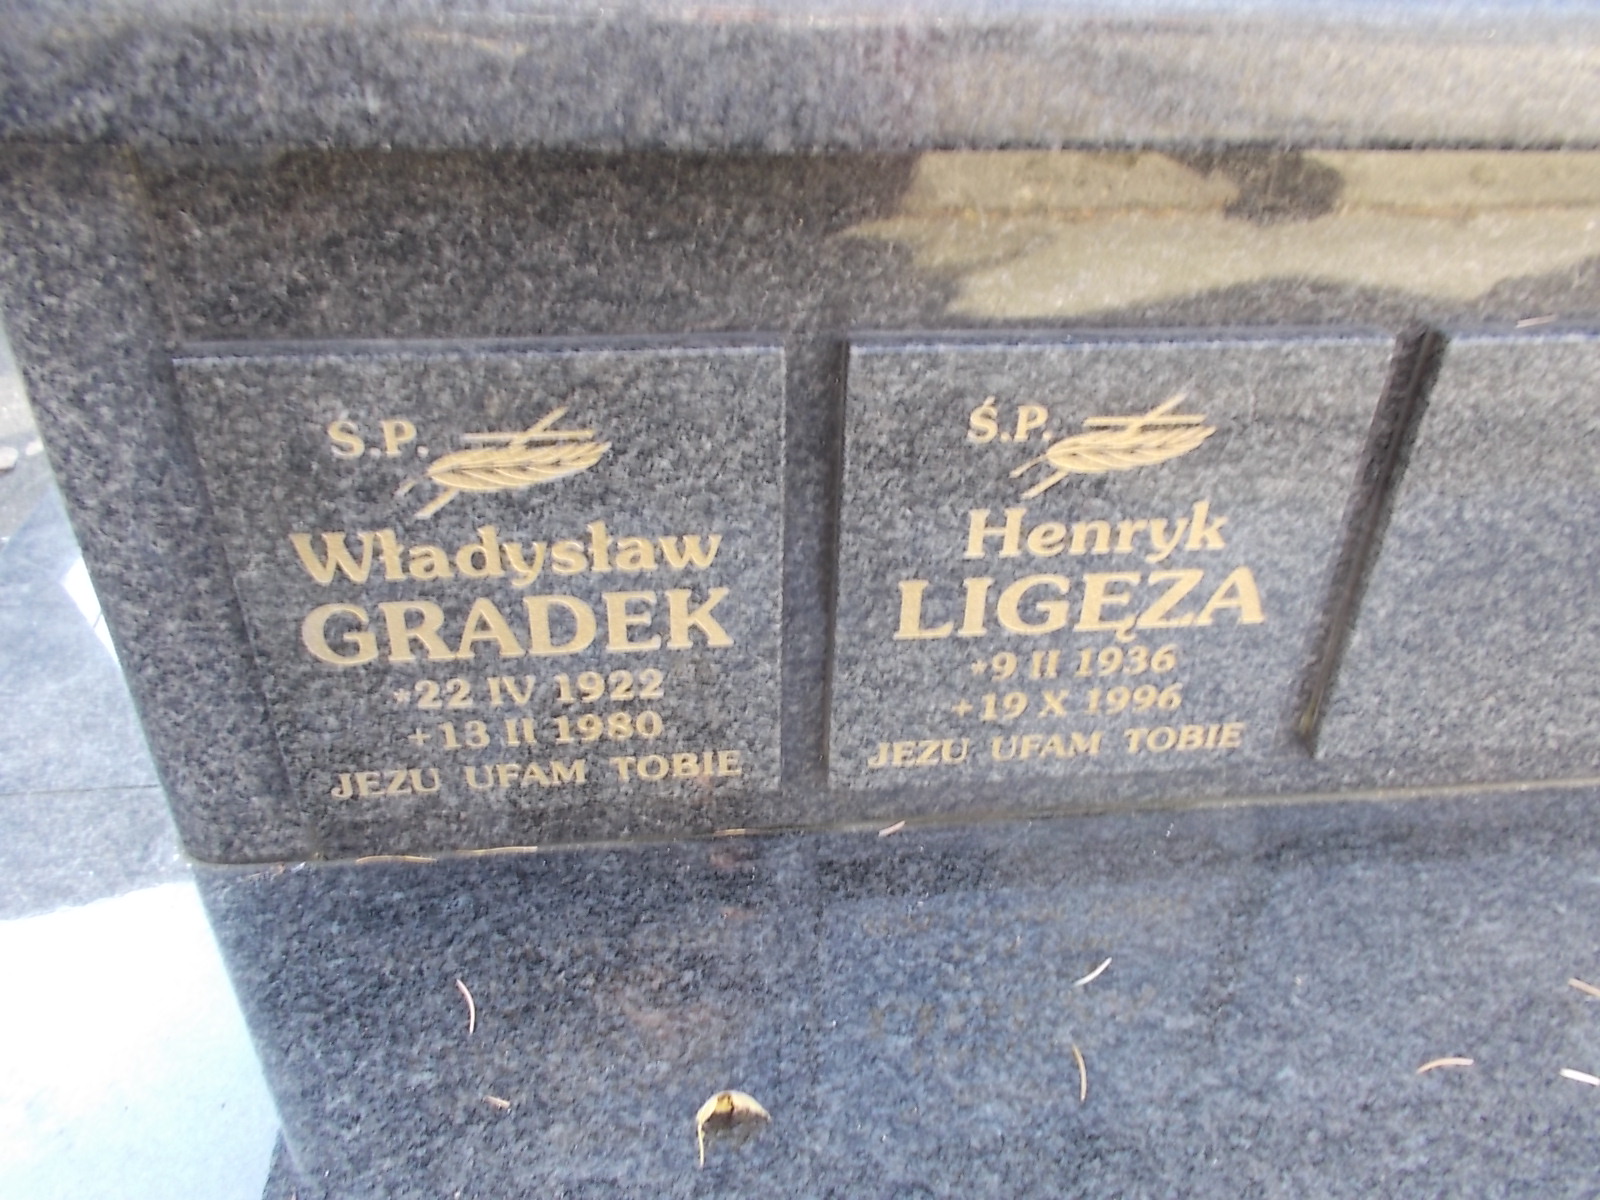 Ś.P.
Władysław
GRADEK
*22 IV 1922
+13 II 1980
JEZU UFAM TOBIE
Ś.P.
Henryk
LIGĘZA
*9 II 1936
+19 X 1996
JEZU UFAM TOBIE